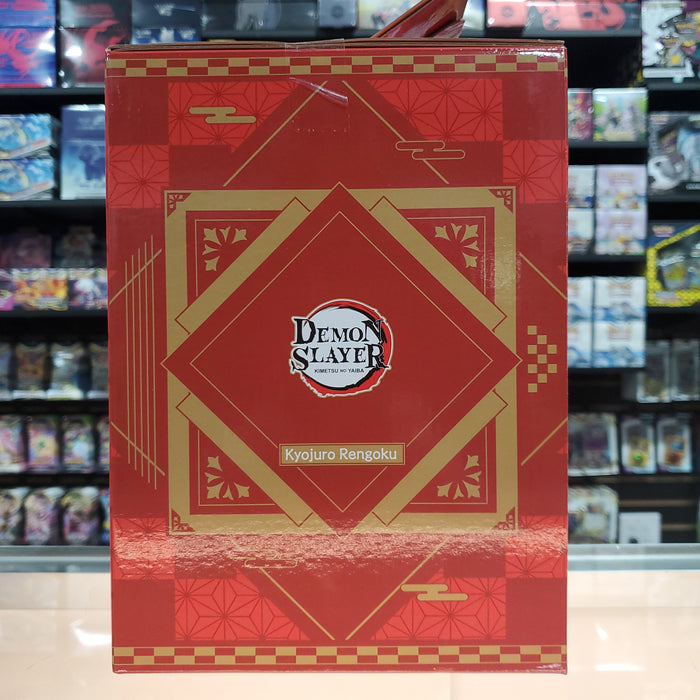 DEMON
SLAYER
KIMETSU NO YAIBA
Kyojuro Rengoku